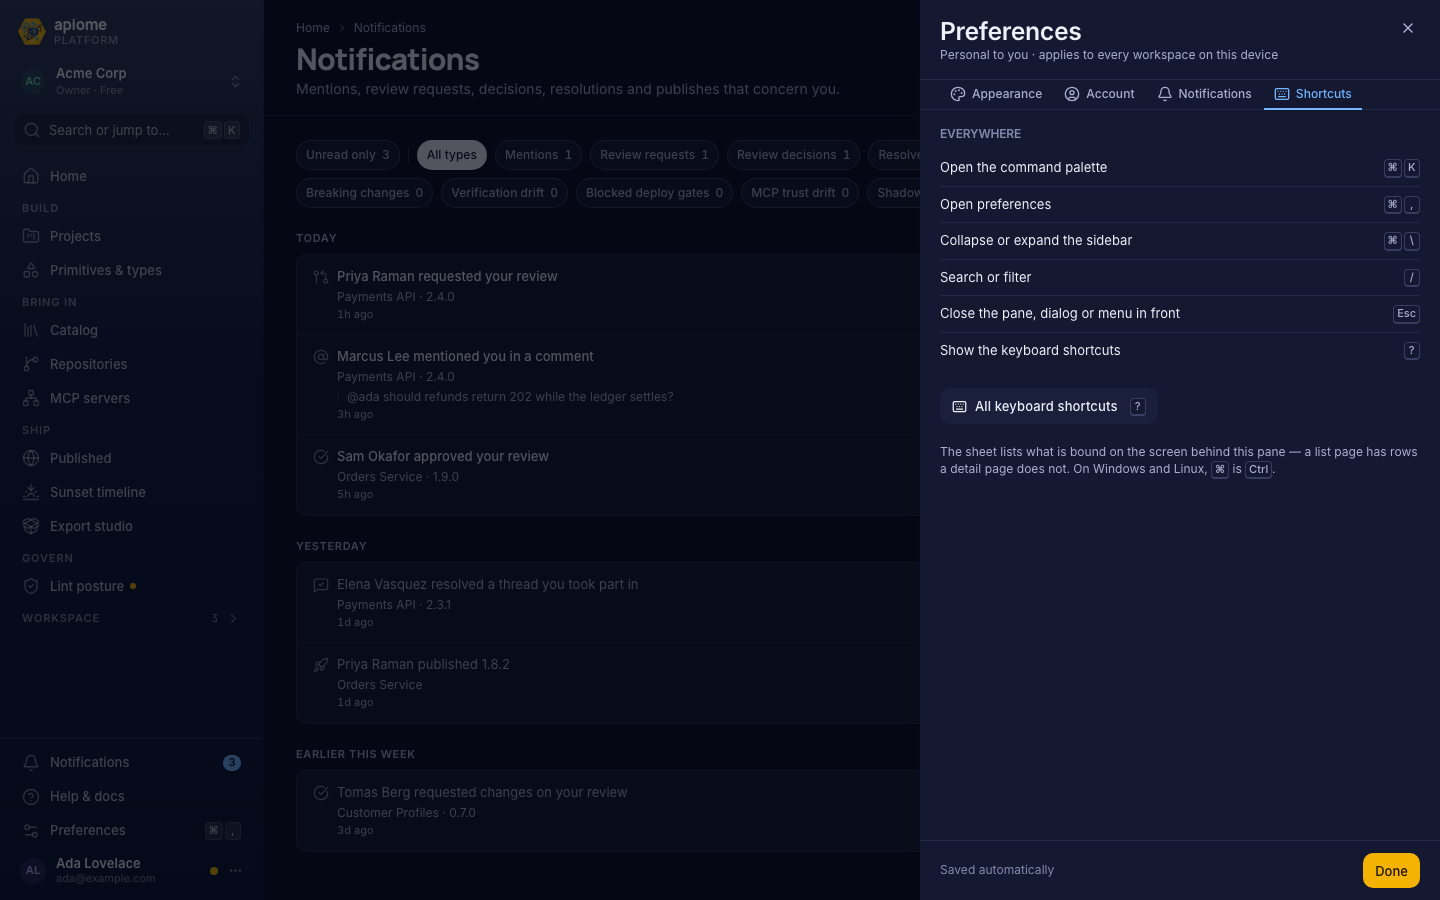 apiome
PLATFORM
AC
Acme Corp
Owner · Free
Search or jump to...
⌘ K
Home
BUILD
Projects
Primitives & types
BRING IN
Catalog
Repositories
MCP servers
SHIP
Published
Sunset timeline
Export studio
GOVERN
Lint posture
WORKSPACE 3
Notifications 3
Help & docs
Preferences ⌘ ,
AL
Ada Lovelace
ada@example.com
Home > Notifications
Notifications
Mentions, review requests, decisions, resolutions and publishes that concern you.
Unread only 3 All types Mentions 1 Review requests 1 Review decisions 1 Resolve
Breaking changes 0 Verification drift 0 Blocked deploy gates 0 MCP trust drift 0 Shadow
TODAY
Priya Raman requested your review
Payments API · 2.4.0
1h ago
Marcus Lee mentioned you in a comment
Payments API · 2.4.0
@ada should refunds return 202 while the ledger settles?
3h ago
Sam Okafor approved your review
Orders Service · 1.9.0
5h ago
YESTERDAY
Elena Vasquez resolved a thread you took part in
Payments API · 2.3.1
1d ago
Priya Raman published 1.8.2
Orders Service
1d ago
EARLIER THIS WEEK
Tomas Berg requested changes on your review
Customer Profiles · 0.7.0
3d ago
Preferences
Personal to you · applies to every workspace on this device
Appearance Account Notifications Shortcuts
EVERYWHERE
Open the command palette ⌘ K
Open preferences ⌘ ,
Collapse or expand the sidebar ⌘ \
Search or filter /
Close the pane, dialog or menu in front Esc
Show the keyboard shortcuts ?
All keyboard shortcuts ?
The sheet lists what is bound on the screen behind this pane — a list page has rows
a detail page does not. On Windows and Linux, ⌘ is Ctrl.
Saved automatically
Done